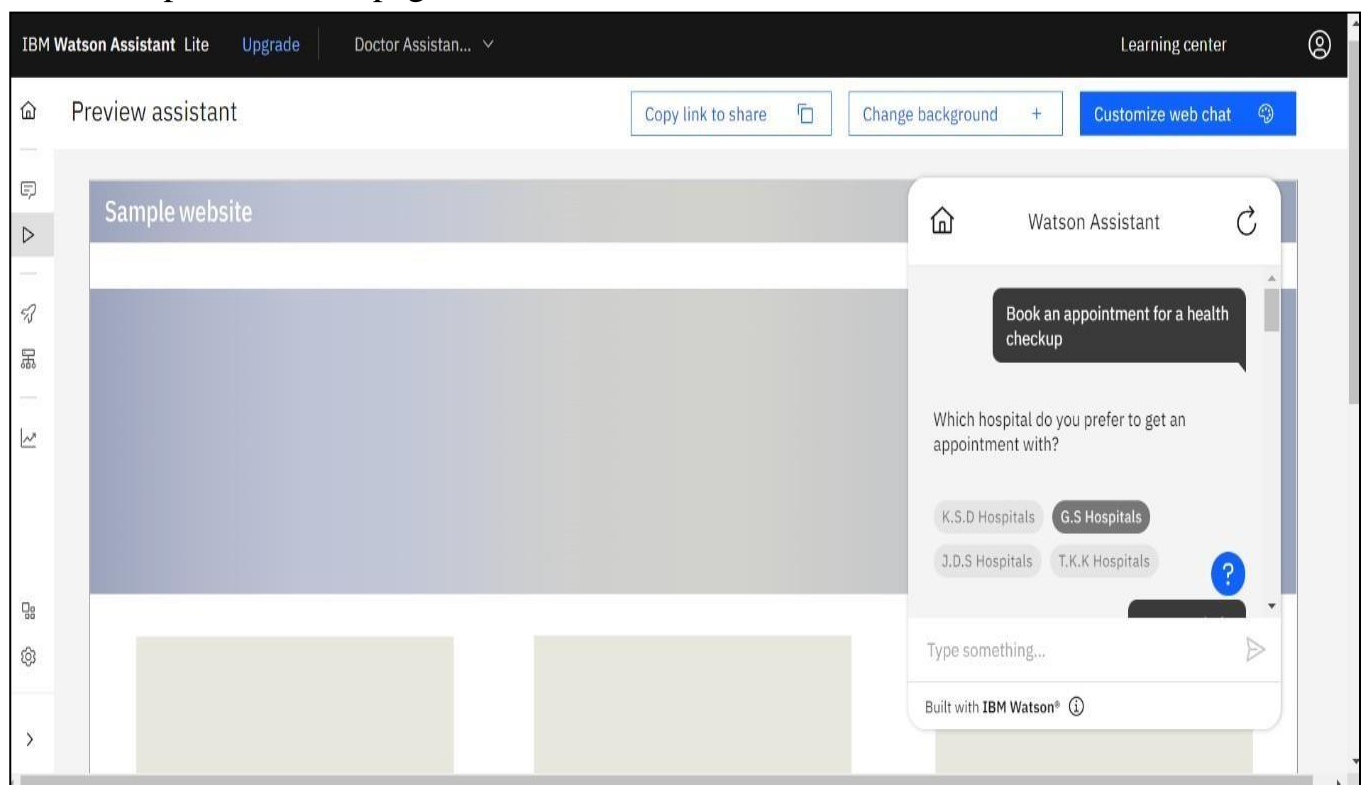 IBM Watson Assistant Lite Upgrade Doctor Assistan... Learning center
Preview assistant Copy link to share Change background + Customize web chat
Sample website
Watson Assistant
Book an appointment for a health
checkup
Which hospital do you prefer to get an
appointment with?
K.S.D Hospitals G.S Hospitals
J.D.S Hospitals T.K.K Hospitals
?
Type something...
Built with IBM Watson®